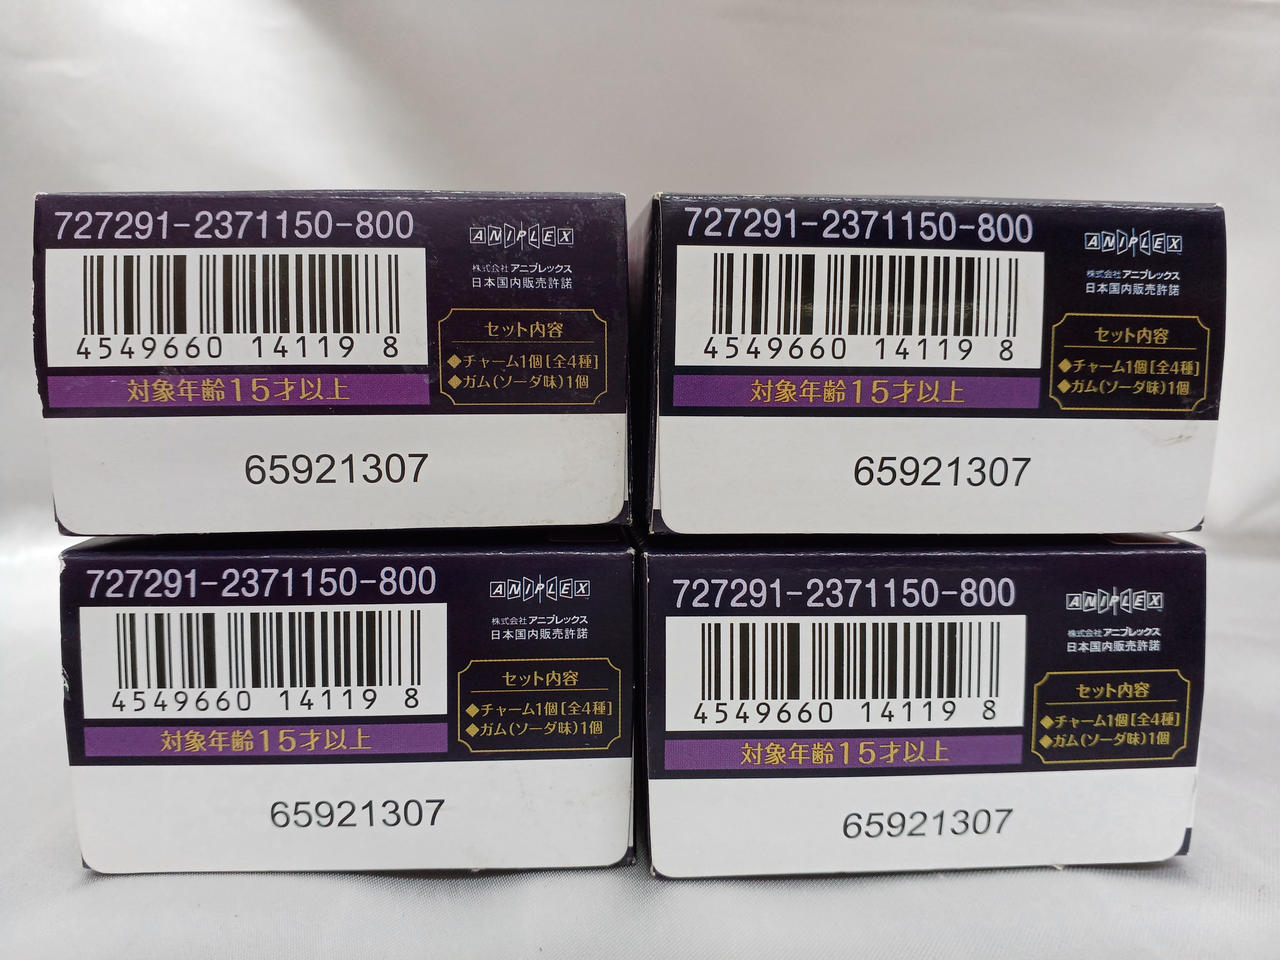 727291-2371150-800
ANIPLEX
株式会社アニプレックス
日本国内販売許諾
4549660 14119 8
セット内容
◆チャーム1個[全4種]
◆ガム(ソーダ味)1個
対象年齢15才以上
65921307
727291-2371150-800
ANIPLEX
株式会社アニプレックス
日本国内販売許諾
4549660 14119 8
セット内容
◆チャーム1個[全4種]
◆ガム(ソーダ味)1個
対象年齢15才以上
65921307
727291-2371150-800
ANIPLEX
株式会社アニプレックス
日本国内販売許諾
4549660 14119 8
セット内容
◆チャーム1個[全4種]
◆ガム(ソーダ味)1個
対象年齢15才以上
65921307
727291-2371150-800
ANIPLEX
株式会社アニプレックス
日本国内販売許諾
4549660 14119 8
セット内容
◆チャーム1個[全4種]
◆ガム(ソーダ味)1個
対象年齢15才以上
65921307